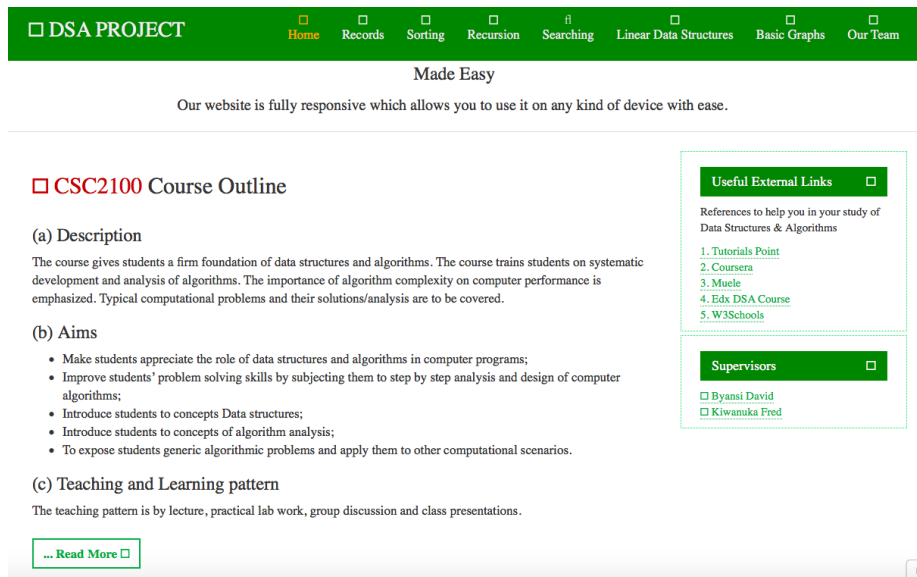 DSA PROJECT
Home
Records
Sorting
Recursion
Searching
Linear Data Structures
Basic Graphs
Our Team
Made Easy
Our website is fully responsive which allows you to use it on any kind of device with ease.
CSC2100 Course Outline
(a) Description
The course gives students a firm foundation of data structures and algorithms. The course trains students on systematic
development and analysis of algorithms. The importance of algorithm complexity on computer performance is
emphasized. Typical computational problems and their solutions/analysis are to be covered.
(b) Aims
• Make students appreciate the role of data structures and algorithms in computer programs;
• Improve students' problem solving skills by subjecting them to step by step analysis and design of computer
algorithms;
• Introduce students to concepts Data structures;
• Introduce students to concepts of algorithm analysis;
• To expose students generic algorithmic problems and apply them to other computational scenarios.
(c) Teaching and Learning pattern
The teaching pattern is by lecture, practical lab work, group discussion and class presentations.
... Read More
Useful External Links
References to help you in your study of
Data Structures & Algorithms
1. Tutorials Point
2. Coursera
3. Muele
4. Edx DSA Course
5. W3Schools
Supervisors
Byansi David
Kiwanuka Fred